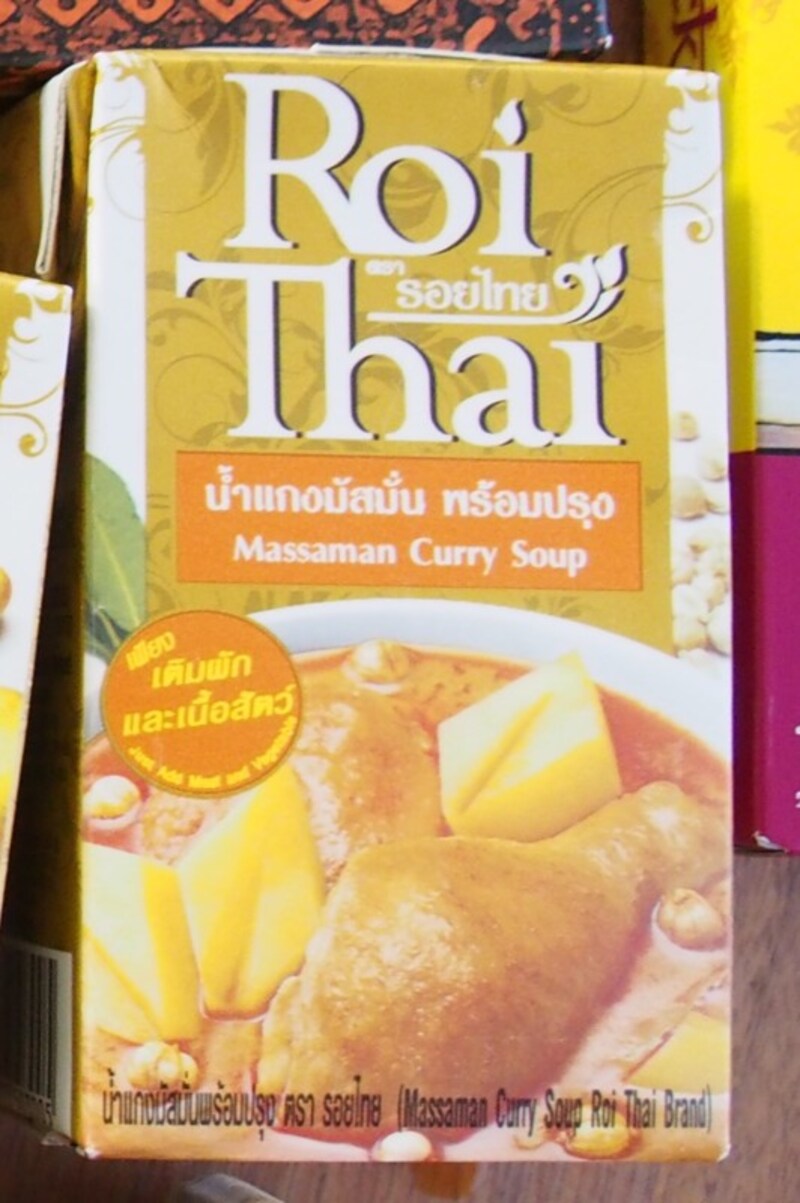 Roi
ตรา
รอยไทย
Thai
น้ำแกงมัสมั่น พร้อมปรุง
Massaman Curry Soup
เพียง
เติมผัก
และเนื้อสัตว์
Just Add Meat and Vegetable
น้ำแกงมัสมั่นพร้อมปรุง ตรา รอยไทย (Massaman Curry Soup Roi Thai Brand)